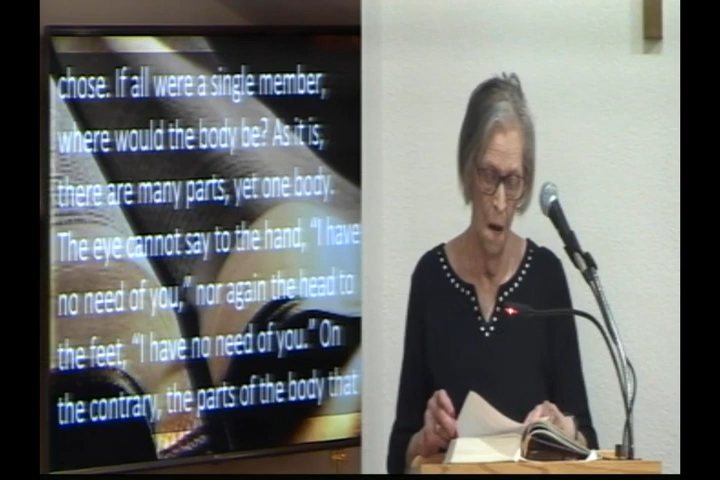 chose. If all were a single member,
where would the body be? As it is,
there are many parts, yet one body.
The eye cannot say to the hand, "I have
no need of you," nor again the head to
the feet, "I have no need of you." On
the contrary, the parts of the body that